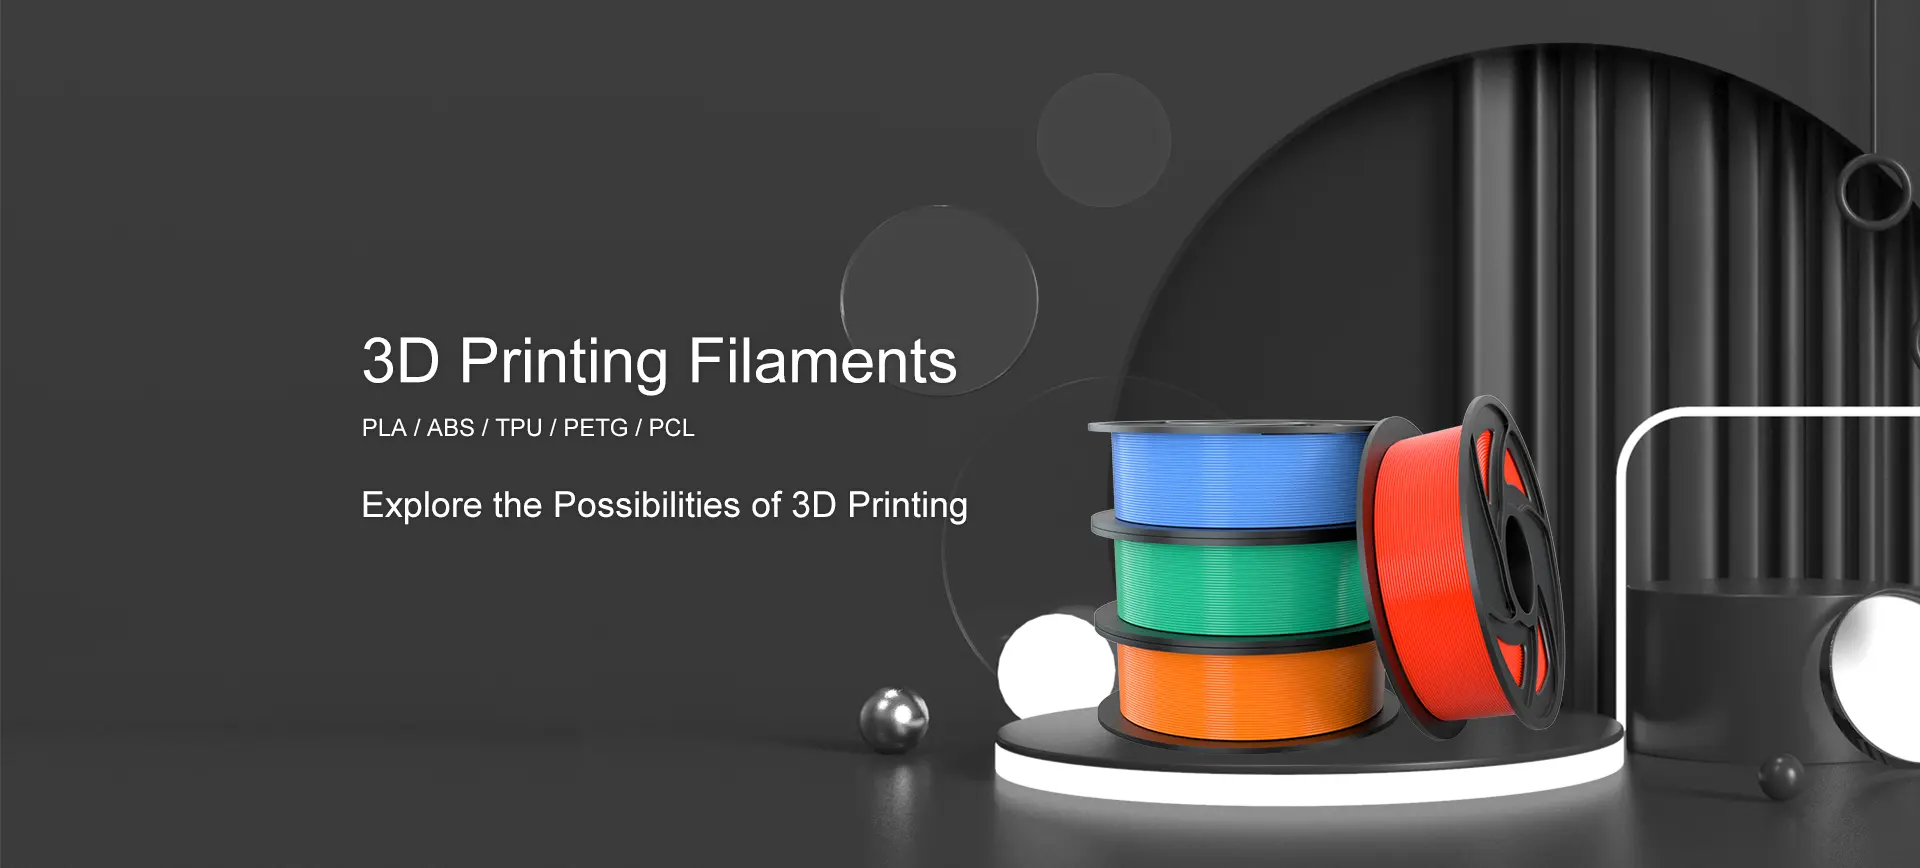 3D Printing Filaments
PLA / ABS / TPU / PETG / PCL
Explore the Possibilities of 3D Printing